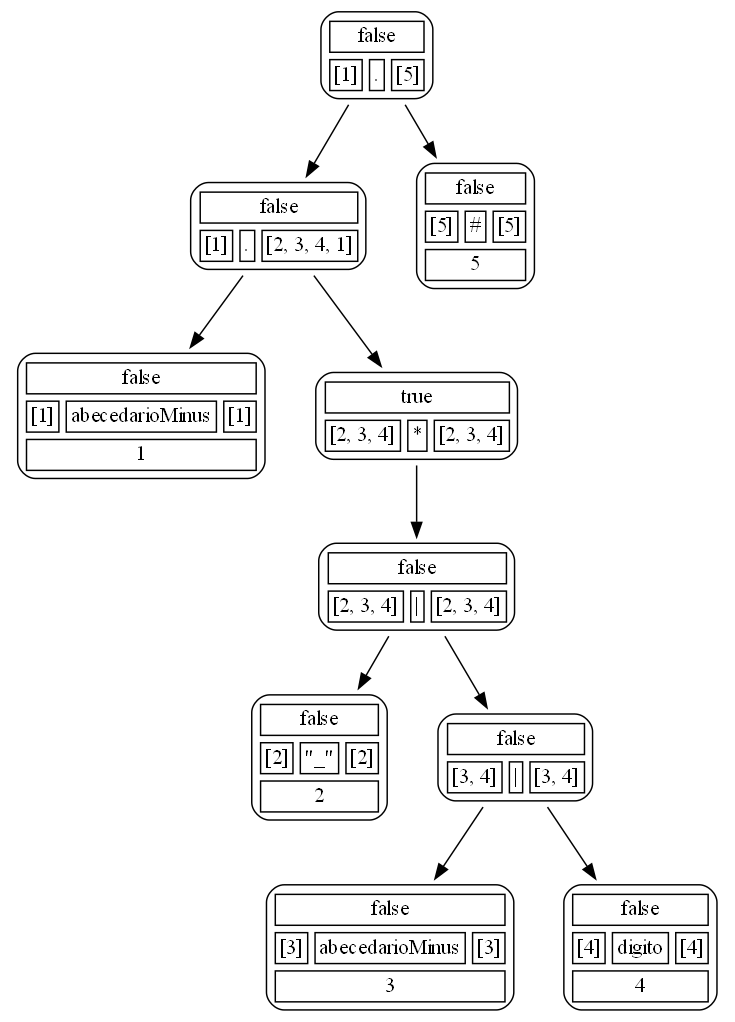 false
[1] . [5]
false
[5] # [5]
5
false
[1] . [2, 3, 4, 1]
false
[1] abecedarioMinus [1]
1
true
[2, 3, 4] * [2, 3, 4]
false
[2, 3, 4] | [2, 3, 4]
false
[2] "_" [2]
2
false
[3, 4] | [3, 4]
false
[3] abecedarioMinus [3]
3
false
[4] digito [4]
4